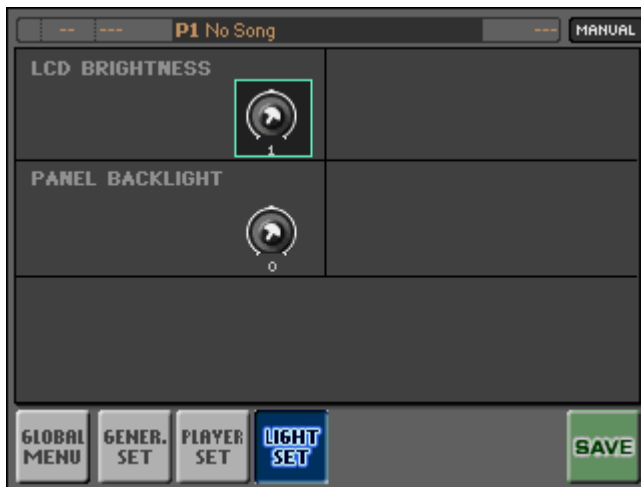 -- --- P1 No Song --- MANUAL
LCD BRIGHTNESS
1
PANEL BACKLIGHT
0
GLOBAL MENU
GENER. SET
PLAYER SET
LIGHT SET
SAVE